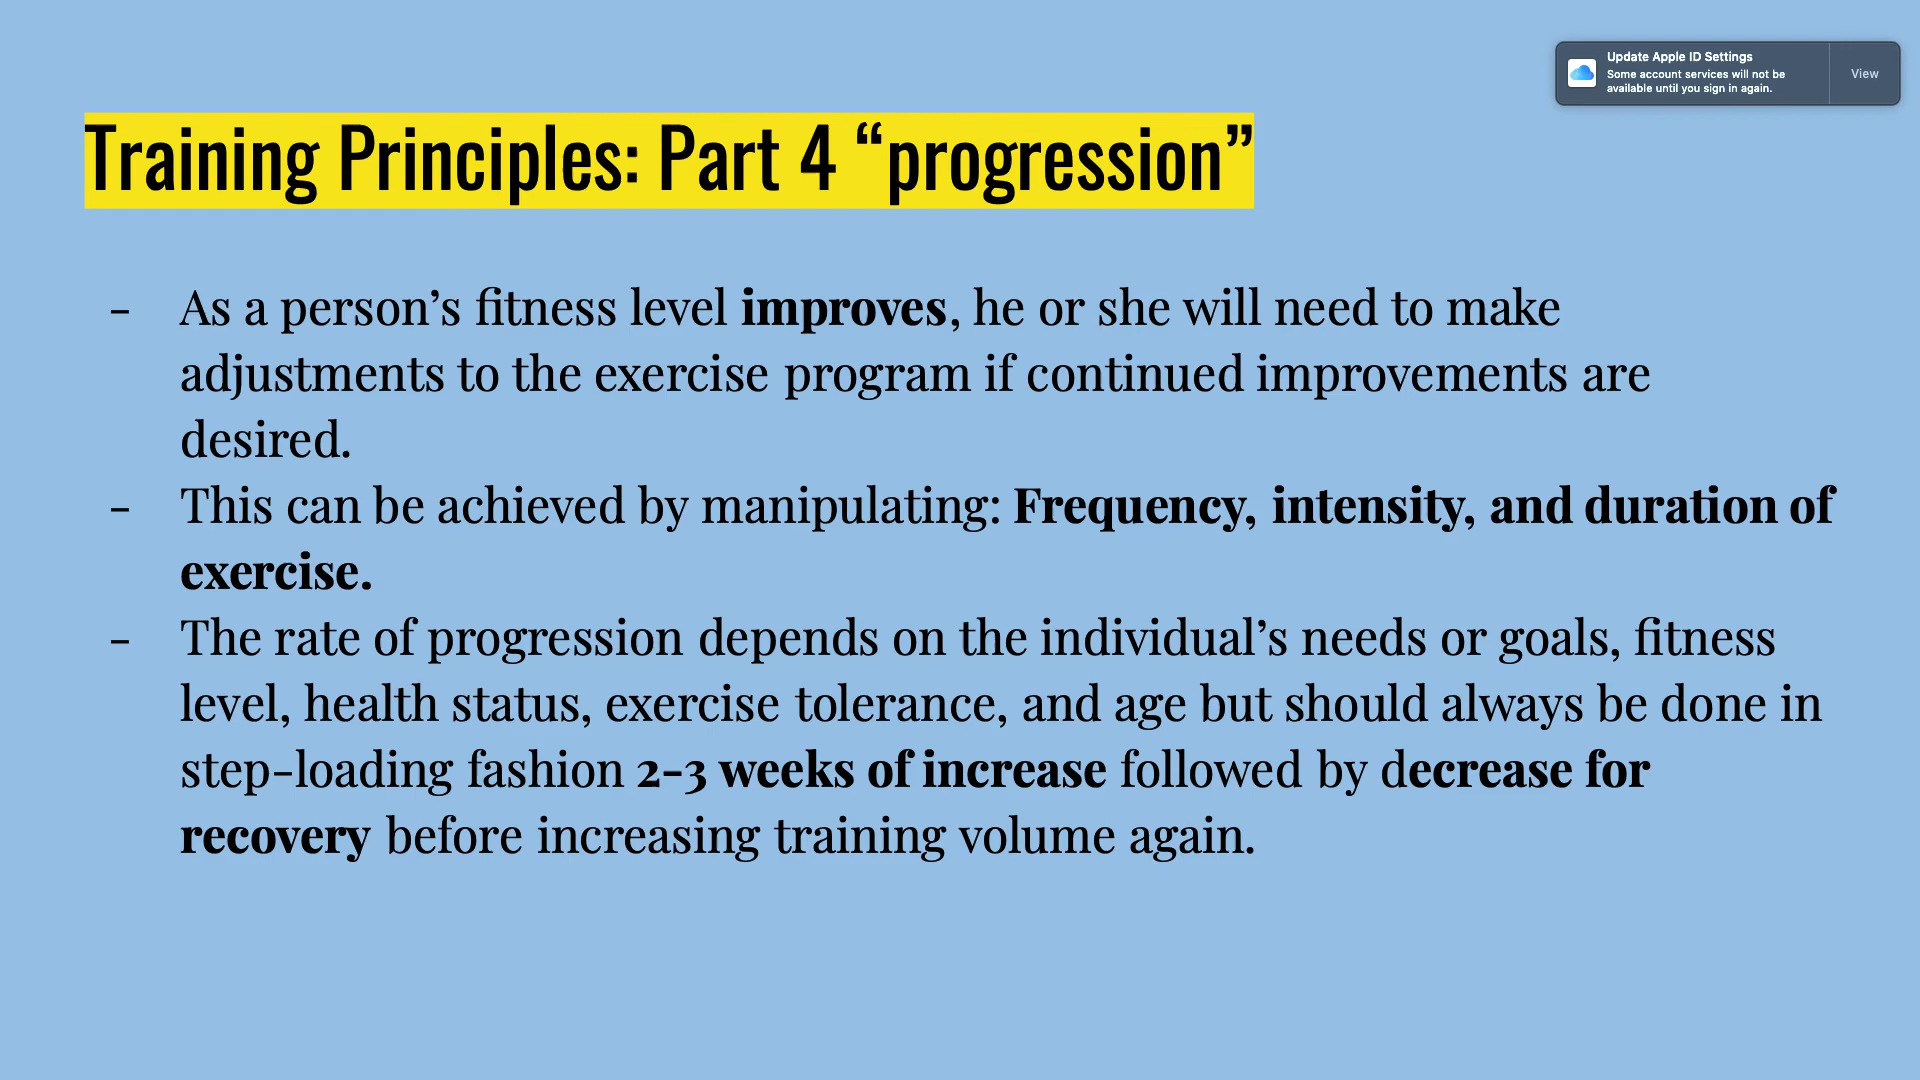 Update Apple ID Settings
Some account services will not be
available until you sign in again.
View
Training Principles: Part 4 “progression”
- As a person’s fitness level improves, he or she will need to make
adjustments to the exercise program if continued improvements are
desired.
- This can be achieved by manipulating: Frequency, intensity, and duration of
exercise.
- The rate of progression depends on the individual’s needs or goals, fitness
level, health status, exercise tolerance, and age but should always be done in
step-loading fashion 2-3 weeks of increase followed by decrease for
recovery before increasing training volume again.